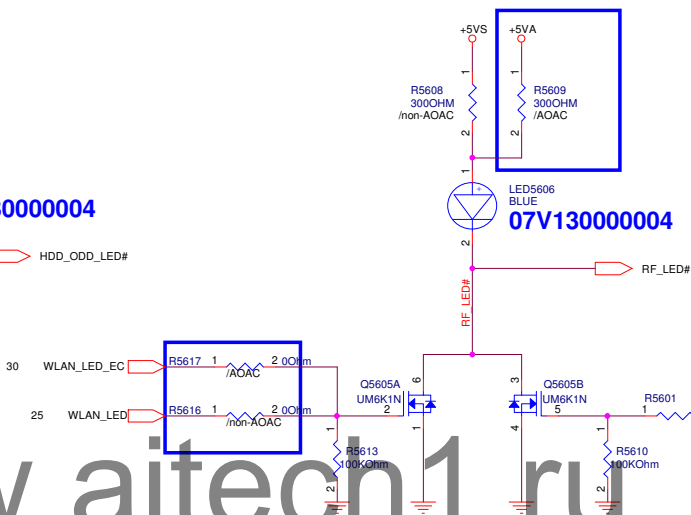 +5VS +5VA
1 1
R5608 R5609
300OHM 300OHM
/non-AOAC /AOAC
2 2
1
+
LED5606
BLUE
0000004 07V130000004
2
HDD_ODD_LED#
RF_LED#
RF_LED#
30 WLAN_LED_EC R5617 1 2 0Ohm
/AOAC
6 3
Q5605A Q5605B
UM6K1N UM6K1N
R5601
25 WLAN_LED R5616 1 2 0Ohm 2 5 1
/non-AOAC
1 1 4 1
R5613 R5610
100KOhm 100KOhm
2 2
w aitech1 ru